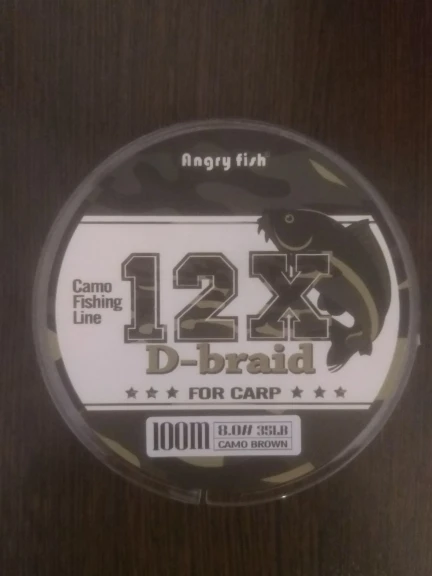 Angry fish
Camo
Fishing
Line
12X
D-braid
★ ★ ★ FOR CARP ★ ★ ★
100M
8.0# 35LB
CAMO BROWN